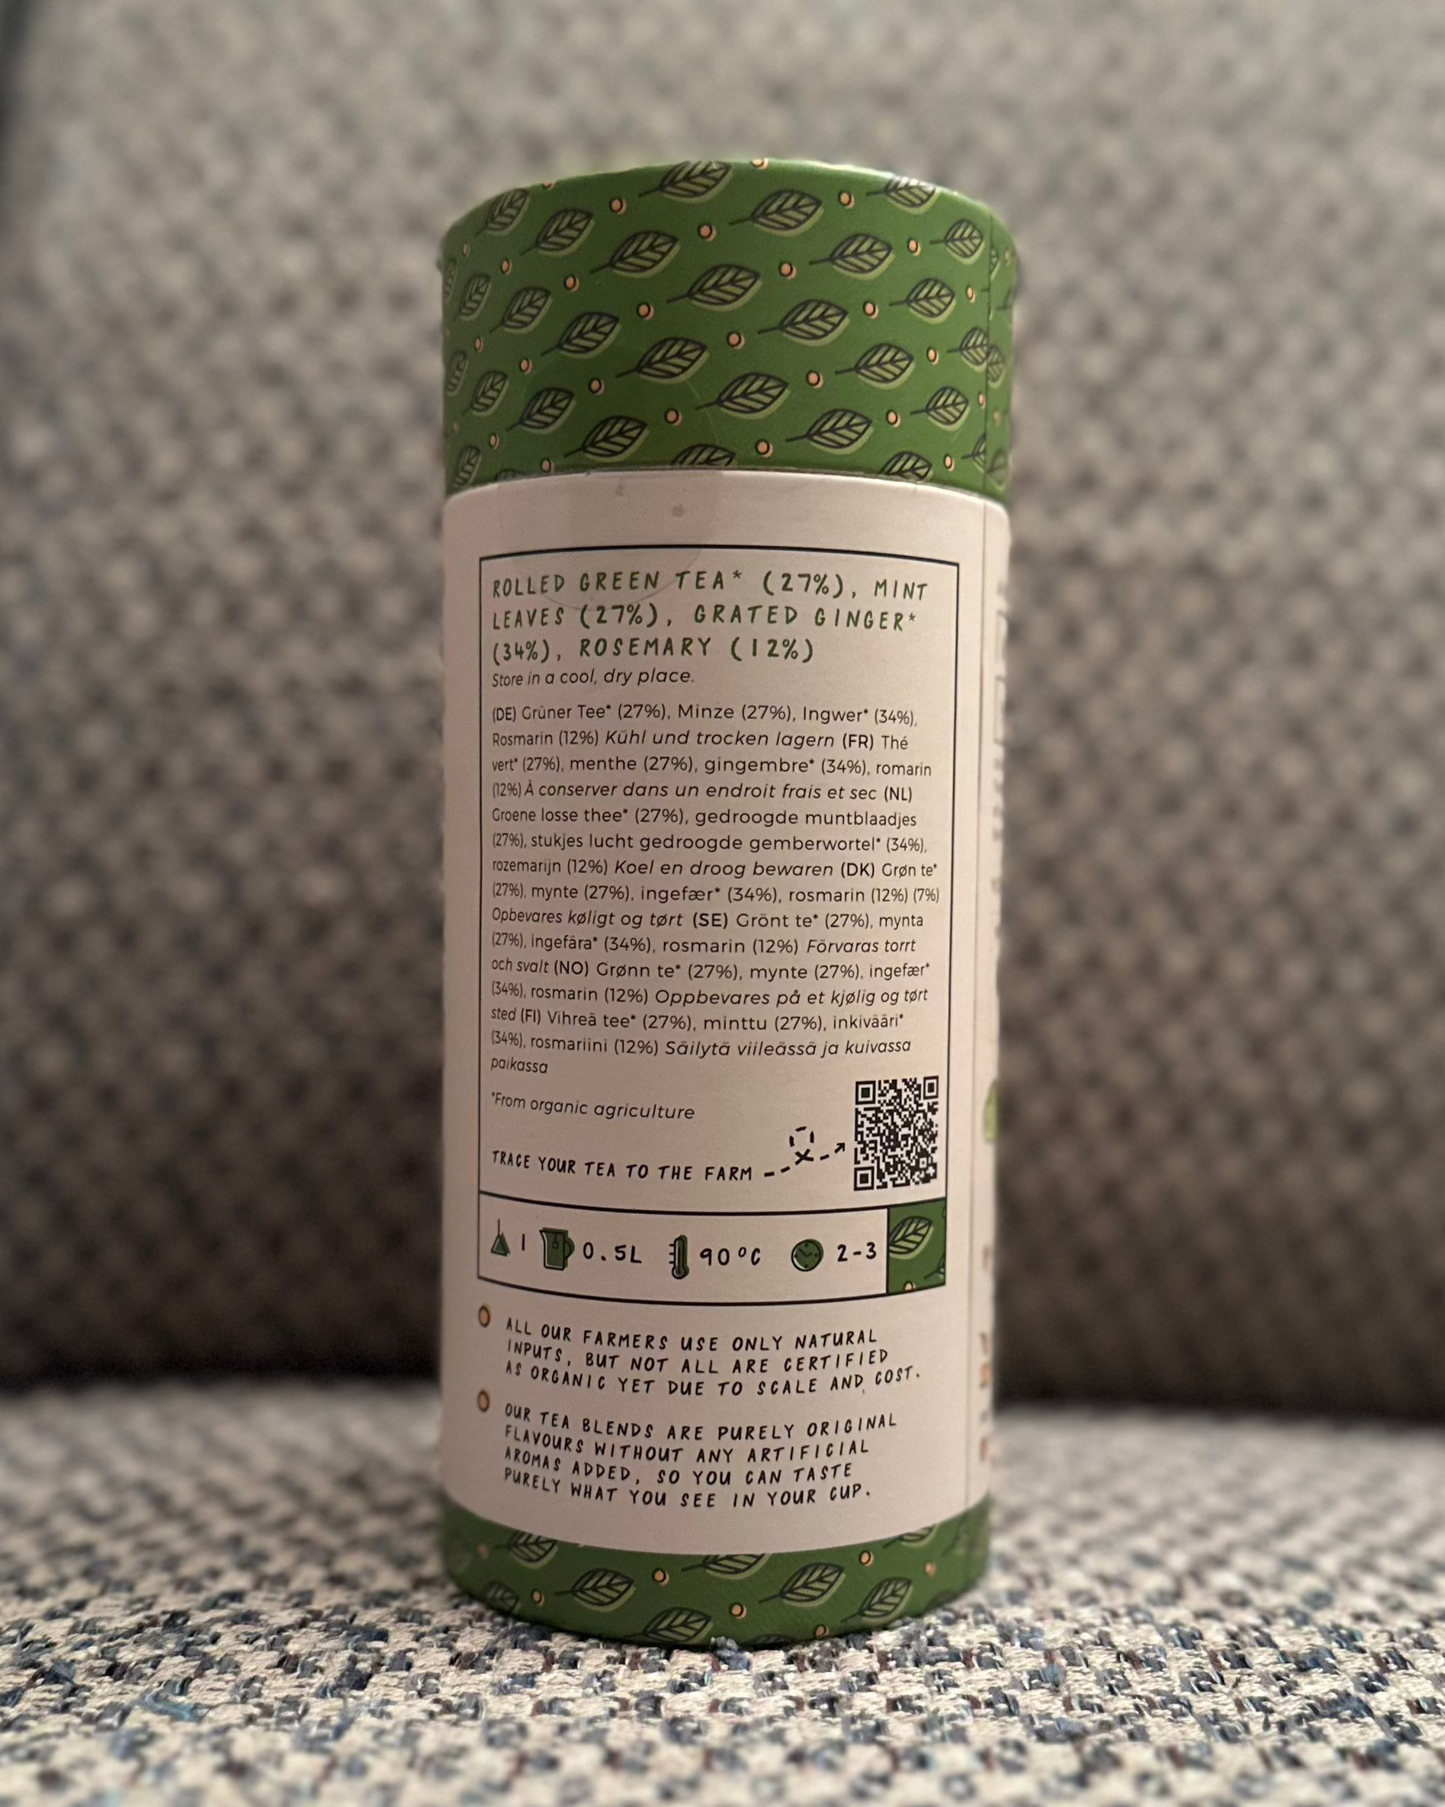 ROLLED GREEN TEA* (27%), MINT
LEAVES (27%), GRATED GINGER*
(34%), ROSEMARY (12%)
Store in a cool, dry place.
(DE) Grüner Tee* (27%), Minze (27%), Ingwer* (34%),
Rosmarin (12%) Kühl und trocken lagern (FR) Thé
vert* (27%), menthe (27%), gingembre* (34%), romarin
(12%) À conserver dans un endroit frais et sec (NL)
Groene losse thee* (27%), gedroogde muntblaadjes
(27%), stukjes lucht gedroogde gemberwortel* (34%),
rozemarijn (12%) Koel en droog bewaren (DK) Grøn te*
(27%), mynte (27%), ingefær* (34%), rosmarin (12%) (7%)
Opbevares køligt og tørt (SE) Grönt te* (27%), mynta
(27%), ingefära* (34%), rosmarin (12%) Förvaras torrt
och svalt (NO) Grønn te* (27%), mynte (27%), ingefær*
(34%), rosmarin (12%) Oppbevares på et kjølig og tørt
sted (FI) Vihreä tee* (27%), minttu (27%), inkivääri*
(34%), rosmariini (12%) Säilytä viileässä ja kuivassa
paikassa
*From organic agriculture
TRACE YOUR TEA TO THE FARM
1 0.5L 90°C 2-3
ALL OUR FARMERS USE ONLY NATURAL
INPUTS, BUT NOT ALL ARE CERTIFIED
AS ORGANIC YET DUE TO SCALE AND COST.
OUR TEA BLENDS ARE PURELY ORIGINAL
FLAVOURS WITHOUT ANY ARTIFICIAL
AROMAS ADDED, SO YOU CAN TASTE
PURELY WHAT YOU SEE IN YOUR CUP.